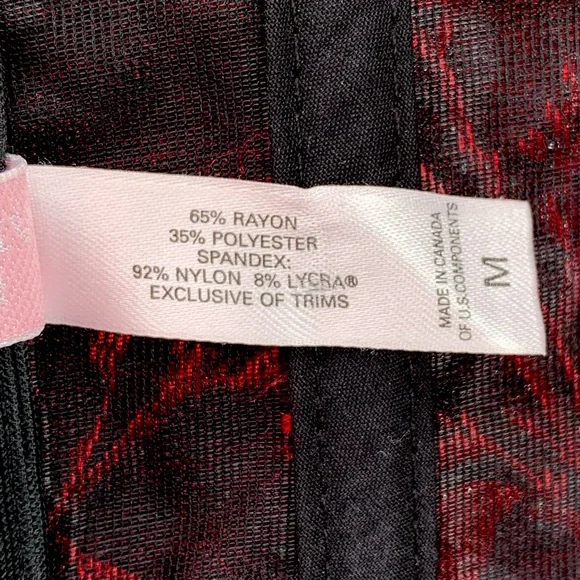 65% RAYON
35% POLYESTER
SPANDEX:
92% NYLON 8% LYCRA®
EXCLUSIVE OF TRIMS
MADE IN CANADA
OF U.S.COMPONENTS
M